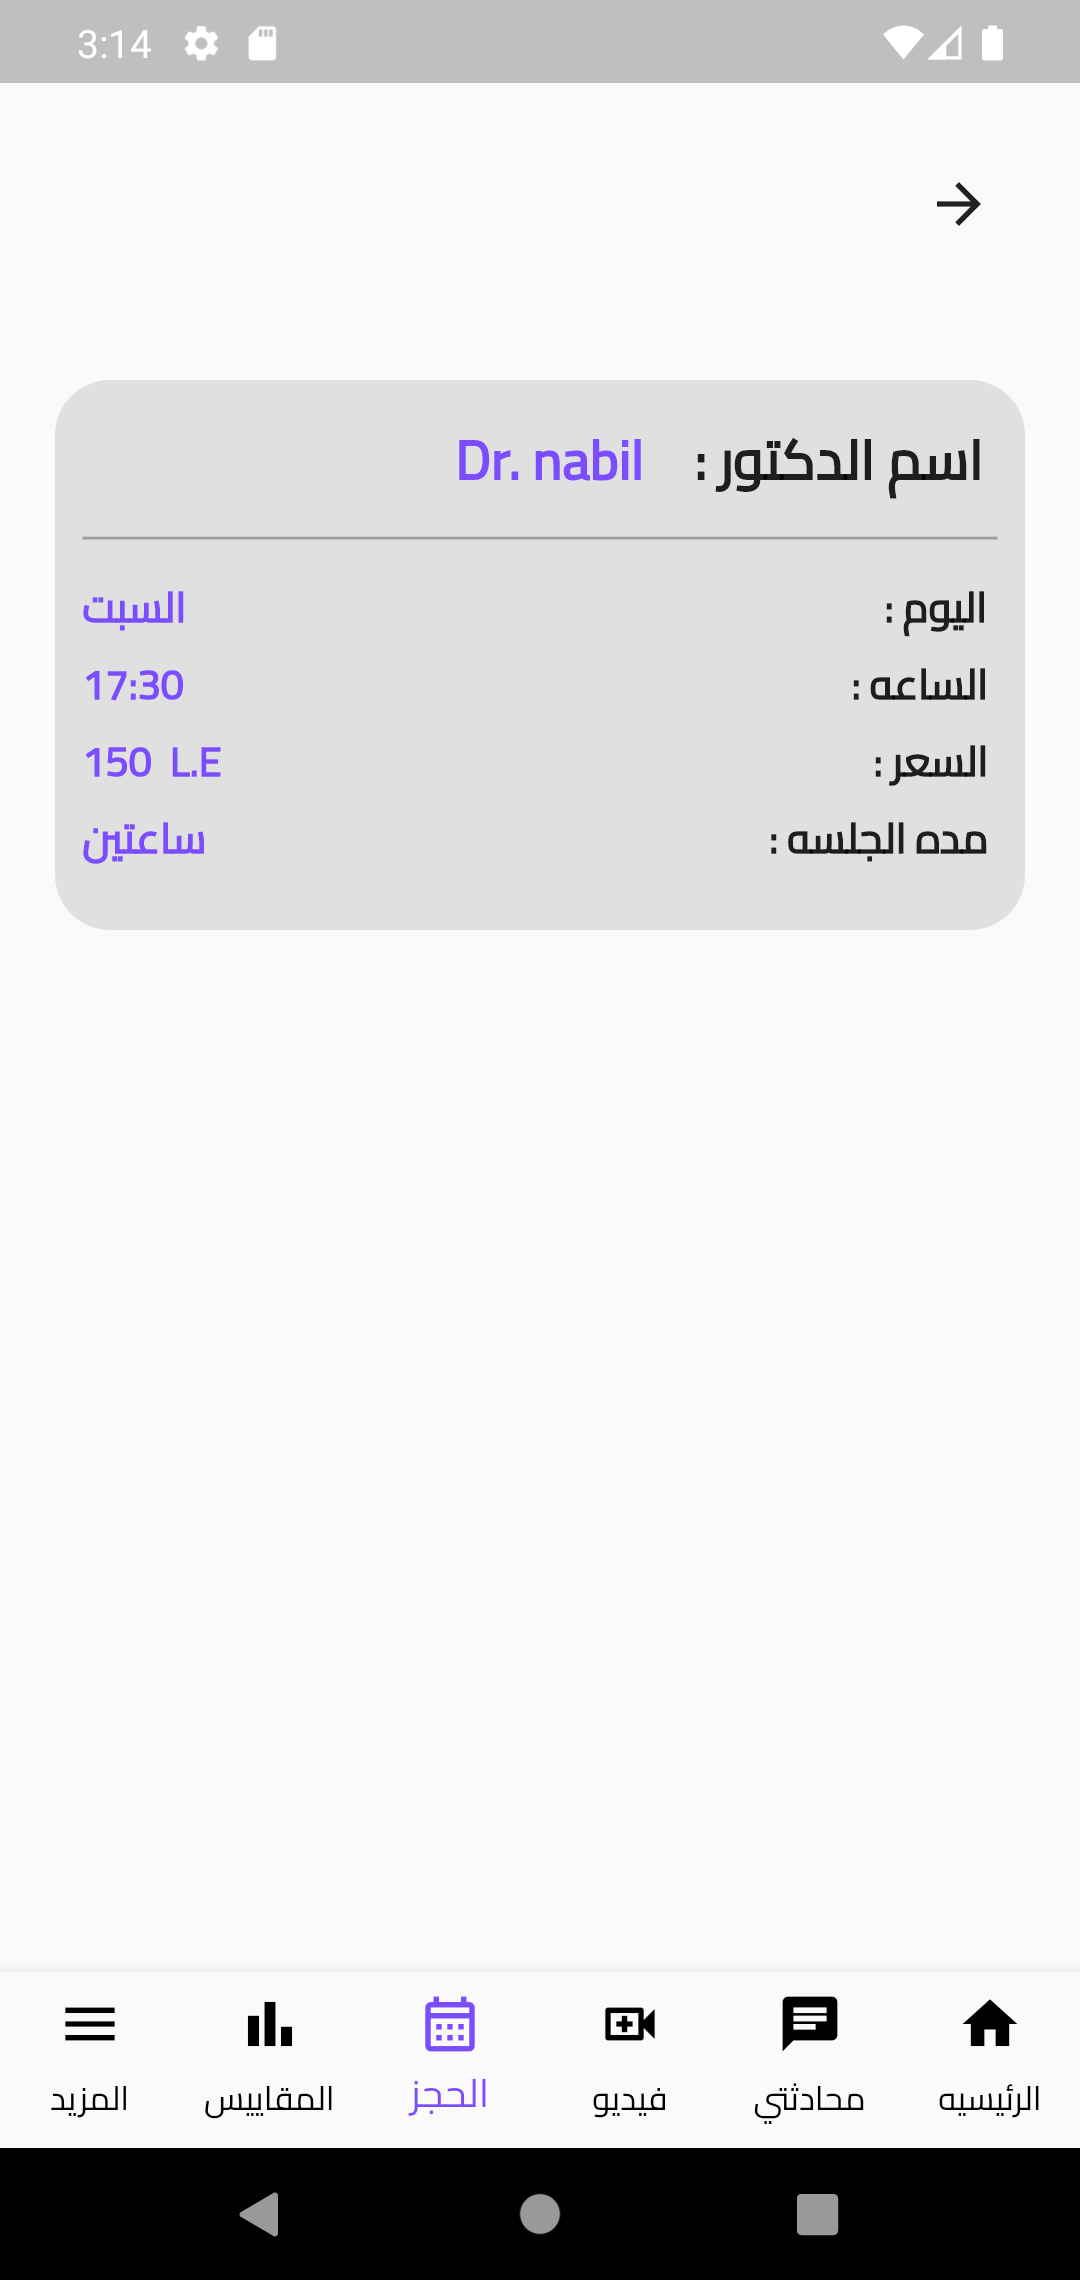 3:14
اسم الدكتور : Dr. nabil
اليوم : السبت
الساعه : 17:30
السعر : 150 L.E
مده الجلسه : ساعتين
الرئيسيه محادثتي فيديو الحجز المقاييس المزيد